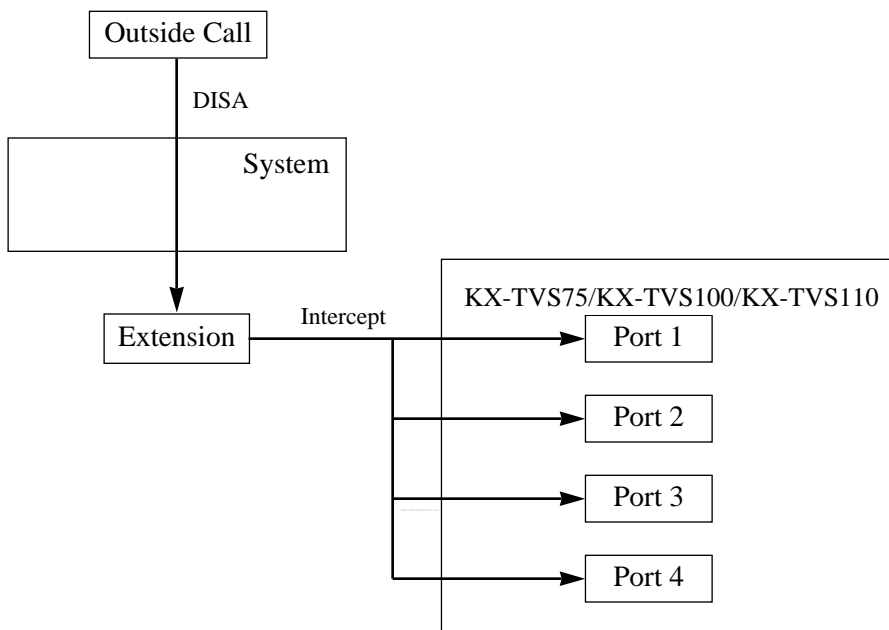 Outside Call
DISA
System
KX-TVS75/KX-TVS100/KX-TVS110
Extension
Intercept
Port 1
Port 2
Port 3
Port 4